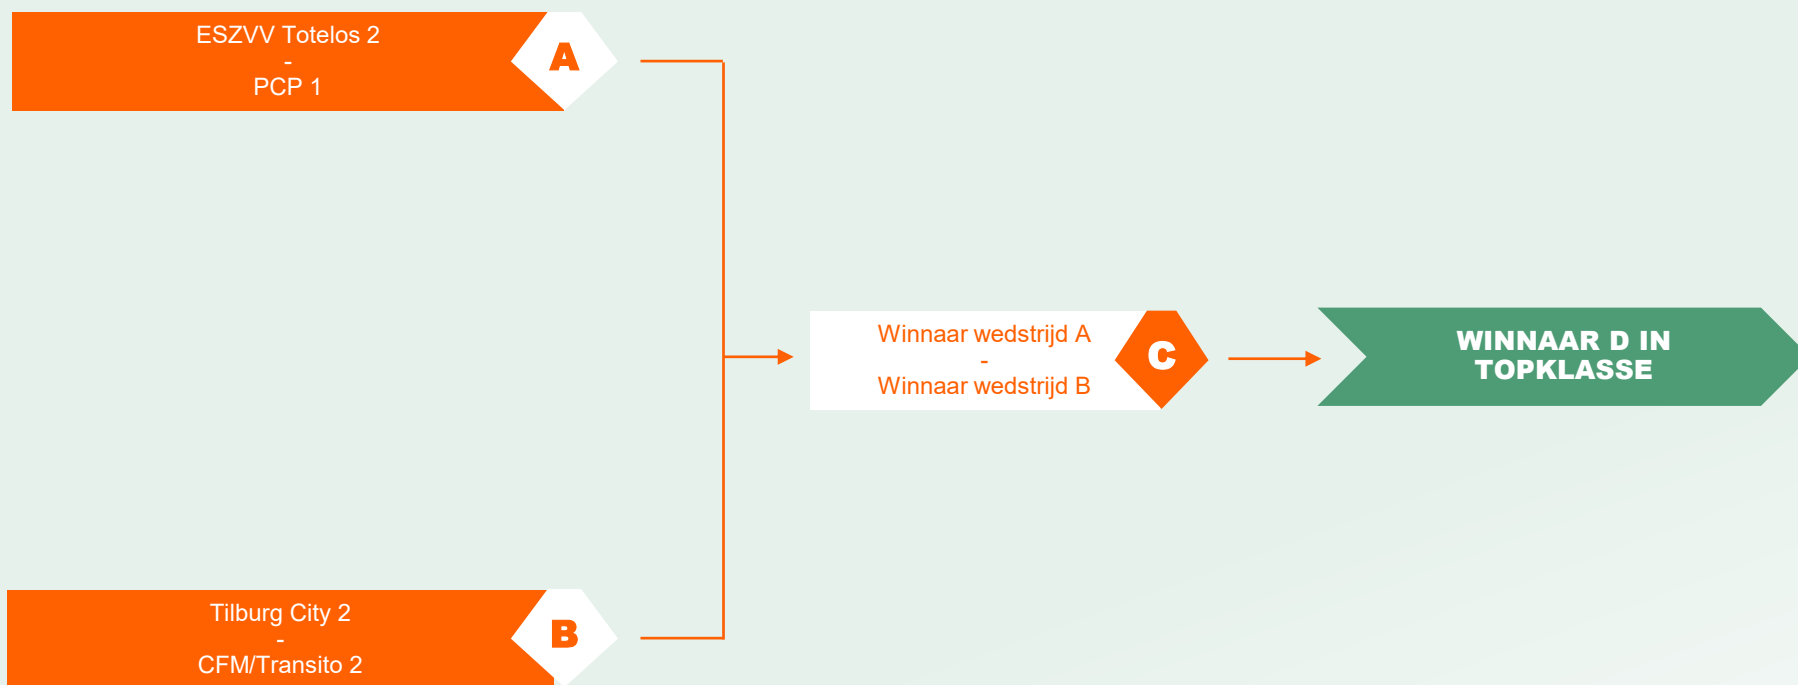 ESZVV Totelos 2
-
PCP 1
A
Winnaar wedstrijd A
-
Winnaar wedstrijd B
C
WINNAAR D IN
TOPKLASSE
Tilburg City 2
-
CFM/Transito 2
B